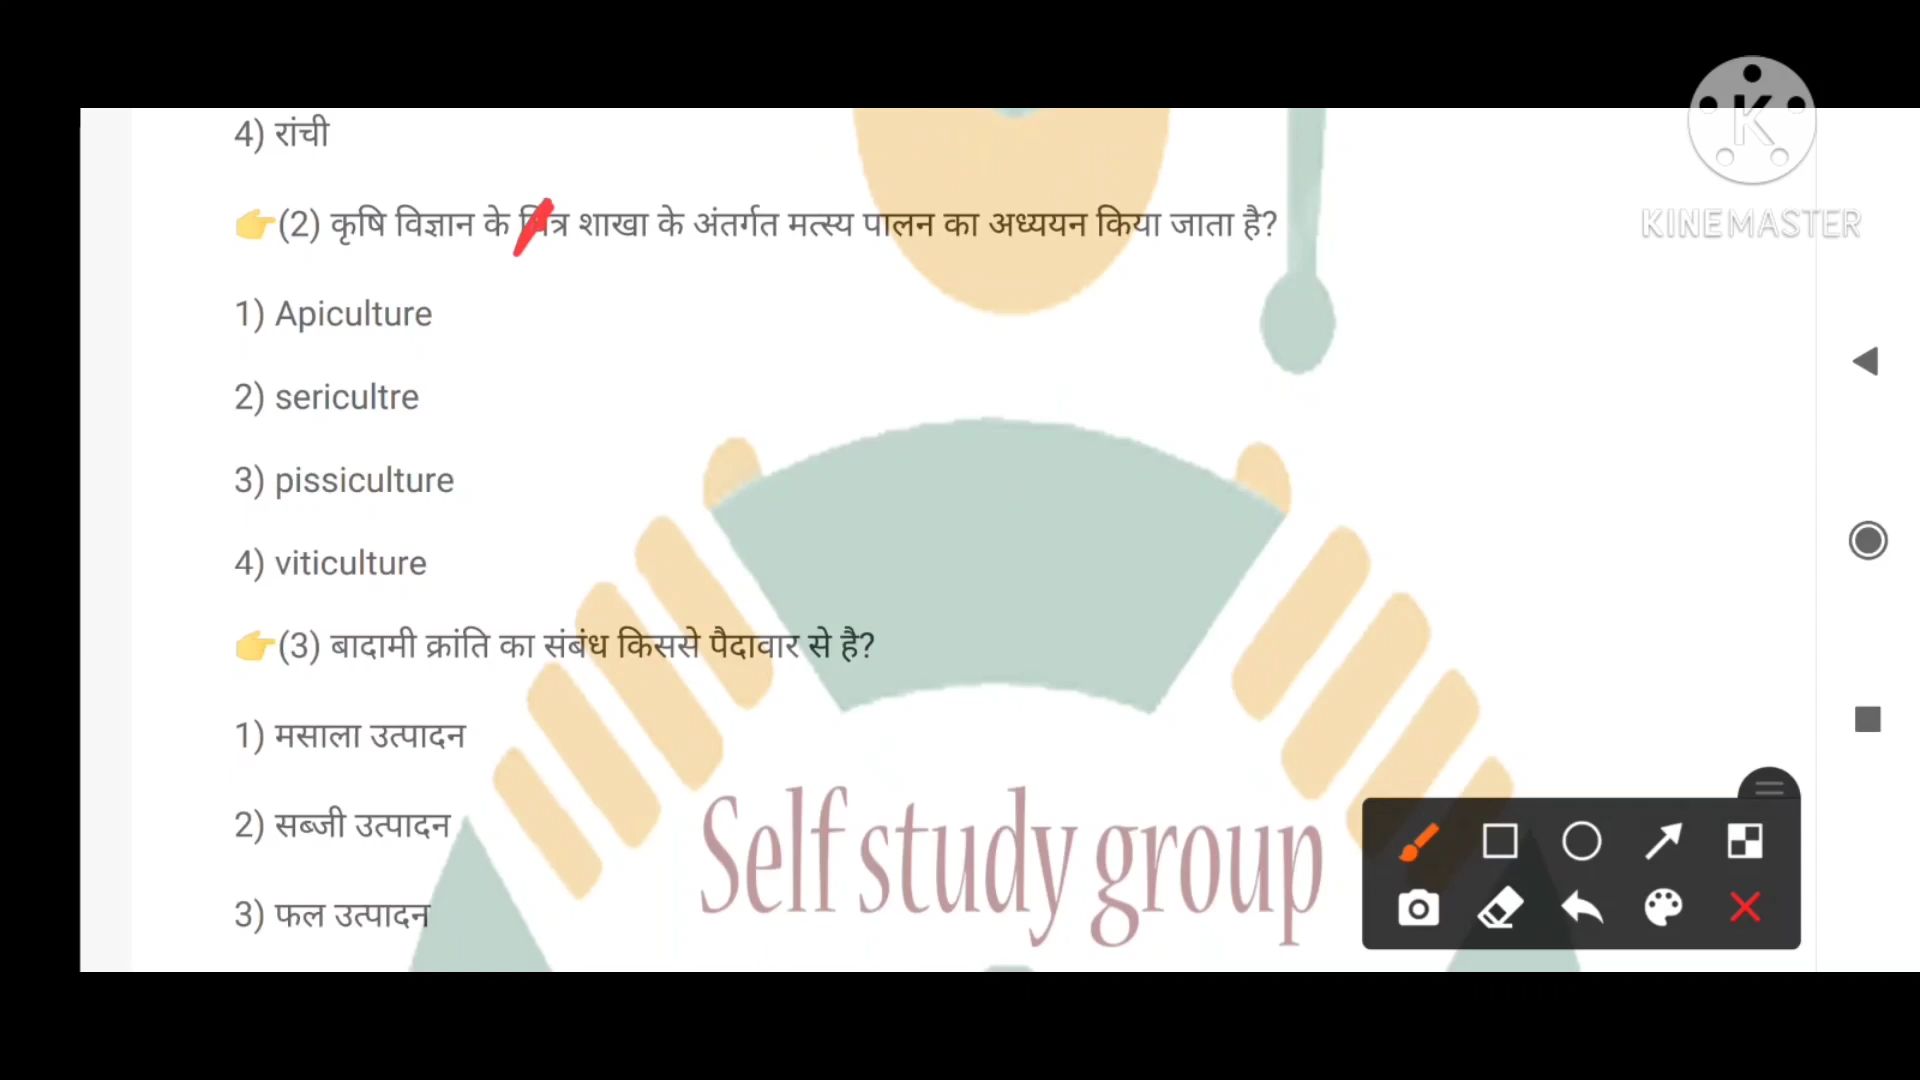 4) रांची
KINEMASTER
👉(2) कृषि विज्ञान के शाखा के अंतर्गत मत्स्य पालन का अध्ययन किया जाता है?
1) Apiculture
2) sericultre
3) pissiculture
4) viticulture
👉(3) बादामी क्रांति का संबंध किससे पैदावार से है?
1) मसाला उत्पादन
2) सब्जी उत्पादन
3) फल उत्पादन
Self study group